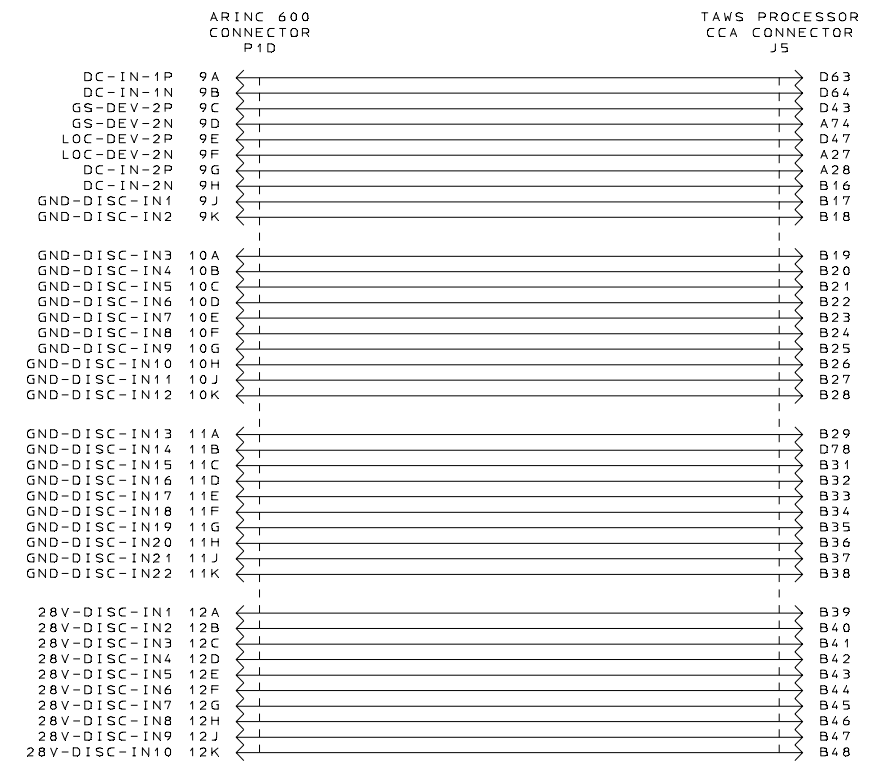 ARINC 600 TAWS PROCESSOR
CONNECTOR CCA CONNECTOR
P1D J5
DC-IN-1P 9A D63
DC-IN-1N 9B D64
GS-DEV-2P 9C D43
GS-DEV-2N 9D A74
LOC-DEV-2P 9E D47
LOC-DEV-2N 9F A27
DC-IN-2P 9G A28
DC-IN-2N 9H B16
GND-DISC-IN1 9J B17
GND-DISC-IN2 9K B18
GND-DISC-IN3 10A B19
GND-DISC-IN4 10B B20
GND-DISC-IN5 10C B21
GND-DISC-IN6 10D B22
GND-DISC-IN7 10E B23
GND-DISC-IN8 10F B24
GND-DISC-IN9 10G B25
GND-DISC-IN10 10H B26
GND-DISC-IN11 10J B27
GND-DISC-IN12 10K B28
GND-DISC-IN13 11A B29
GND-DISC-IN14 11B D78
GND-DISC-IN15 11C B31
GND-DISC-IN16 11D B32
GND-DISC-IN17 11E B33
GND-DISC-IN18 11F B34
GND-DISC-IN19 11G B35
GND-DISC-IN20 11H B36
GND-DISC-IN21 11J B37
GND-DISC-IN22 11K B38
28V-DISC-IN1 12A B39
28V-DISC-IN2 12B B40
28V-DISC-IN3 12C B41
28V-DISC-IN4 12D B42
28V-DISC-IN5 12E B43
28V-DISC-IN6 12F B44
28V-DISC-IN7 12G B45
28V-DISC-IN8 12H B46
28V-DISC-IN9 12J B47
28V-DISC-IN10 12K B48